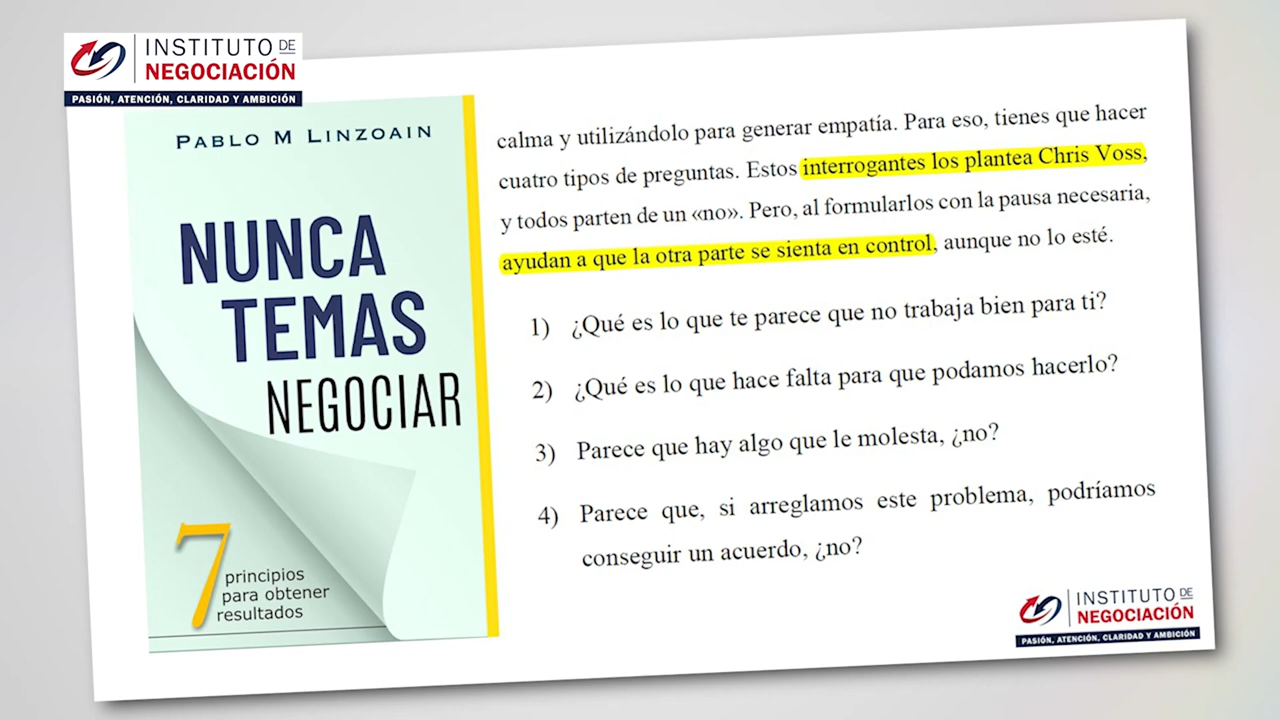 INSTITUTO DE
NEGOCIACIÓN
PASIÓN, ATENCIÓN, CLARIDAD Y AMBICIÓN
PABLO M LINZOAIN
NUNCA
TEMAS
NEGOCIAR
7
principios
para obtener
resultados
calma y utilizándolo para generar empatía. Para eso, tienes que hacer
cuatro tipos de preguntas. Estos interrogantes los plantea Chris Voss,
y todos parten de un «no». Pero, al formularlos con la pausa necesaria,
ayudan a que la otra parte se sienta en control, aunque no lo esté.
1) ¿Qué es lo que te parece que no trabaja bien para ti?
2) ¿Qué es lo que hace falta para que podamos hacerlo?
3) Parece que hay algo que le molesta, ¿no?
4) Parece que, si arreglamos este problema, podríamos
conseguir un acuerdo, ¿no?
INSTITUTO DE
NEGOCIACIÓN
PASIÓN, ATENCIÓN, CLARIDAD Y AMBICIÓN